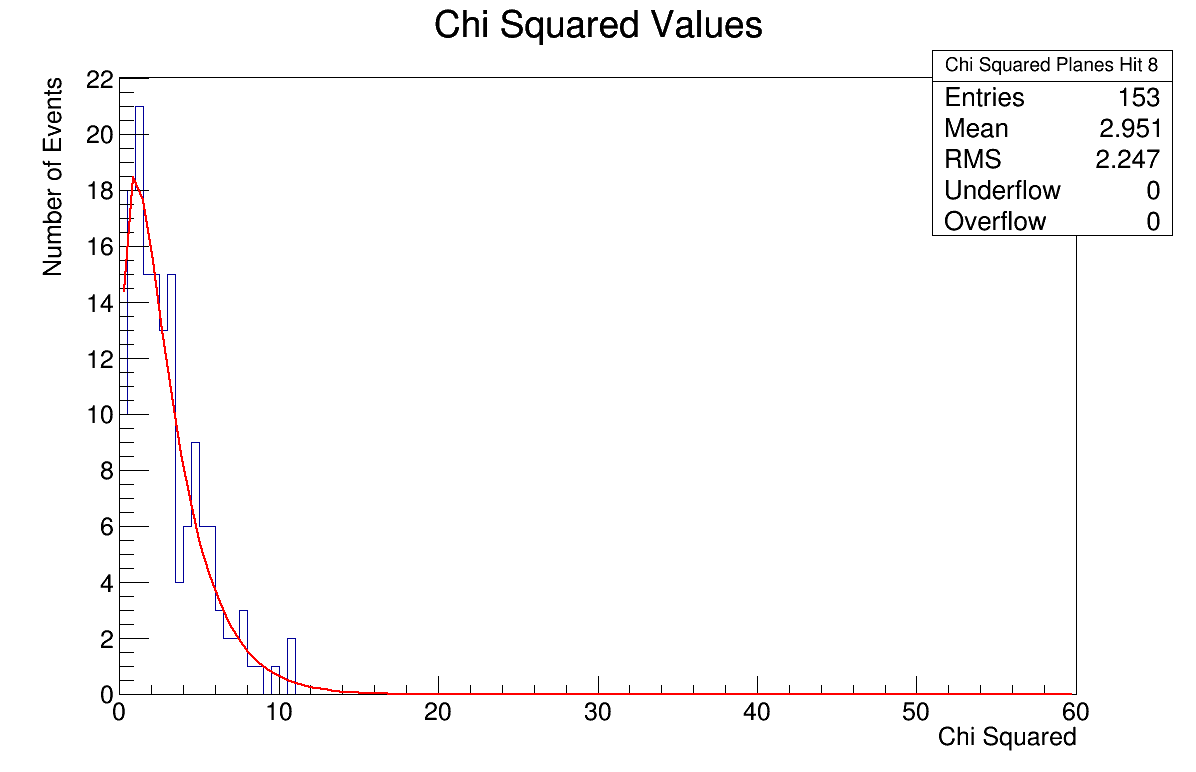 Chi Squared Values
Number of Events
Chi Squared Planes Hit 8
Entries 153
Mean 2.951
RMS 2.247
Underflow 0
Overflow 0
22
20
18
16
14
12
10
8
6
4
2
0
0 10 20 30 40 50 60
Chi Squared